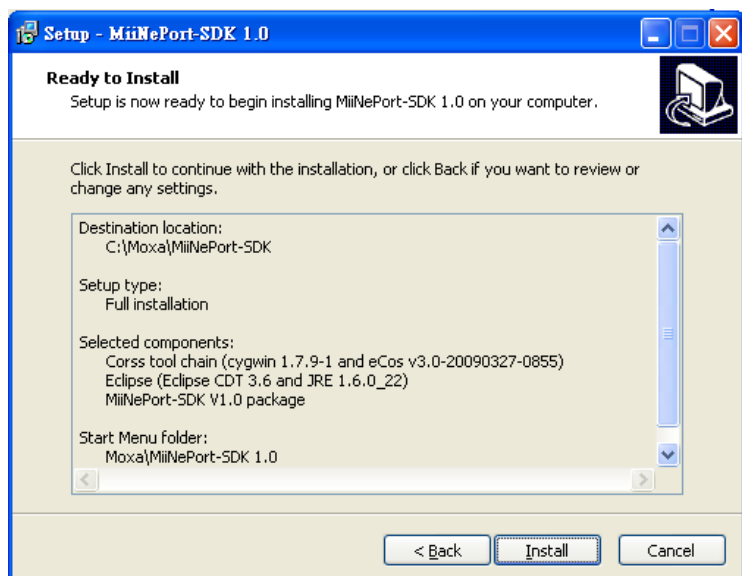 Setup - MiiNePort-SDK 1.0
Ready to Install
Setup is now ready to begin installing MiiNePort-SDK 1.0 on your computer.
Click Install to continue with the installation, or click Back if you want to review or
change any settings.
Destination location:
C:\Moxa\MiiNePort-SDK
Setup type:
Full installation
Selected components:
Corss tool chain (cygwin 1.7.9-1 and eCos v3.0-20090327-0855)
Eclipse (Eclipse CDT 3.6 and JRE 1.6.0_22)
MiiNePort-SDK V1.0 package
Start Menu folder:
Moxa\MiiNePort-SDK 1.0
< Back
Install
Cancel